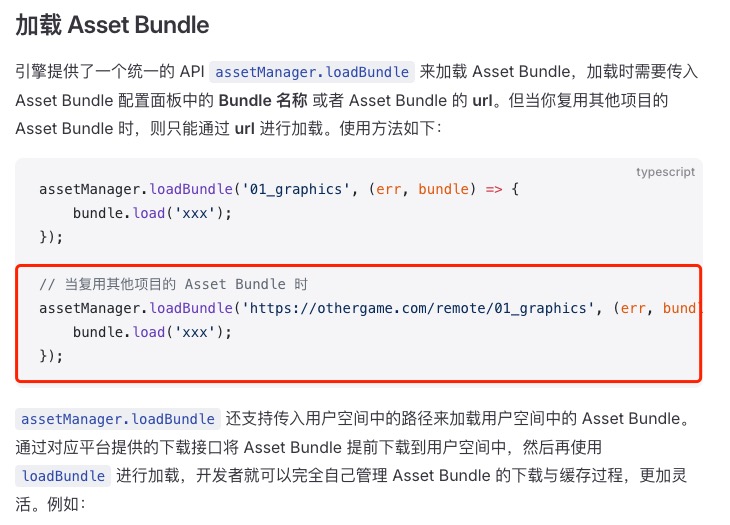 加载 Asset Bundle
引擎提供了一个统一的 API assetManager.loadBundle 来加载 Asset Bundle，加载时需要传入
Asset Bundle 配置面板中的 Bundle 名称 或者 Asset Bundle 的 url。但当你复用其他项目的
Asset Bundle 时，则只能通过 url 进行加载。使用方法如下：
typescript
assetManager.loadBundle('01_graphics', (err, bundle) => {
    bundle.load('xxx');
});
// 当复用其他项目的 Asset Bundle 时
assetManager.loadBundle('https://othergame.com/remote/01_graphics', (err, bund
    bundle.load('xxx');
});
assetManager.loadBundle 还支持传入用户空间中的路径来加载用户空间中的 Asset Bundle。
通过对应平台提供的下载接口将 Asset Bundle 提前下载到用户空间中，然后再使用
loadBundle 进行加载，开发者就可以完全自己管理 Asset Bundle 的下载与缓存过程，更加灵
活。例如：